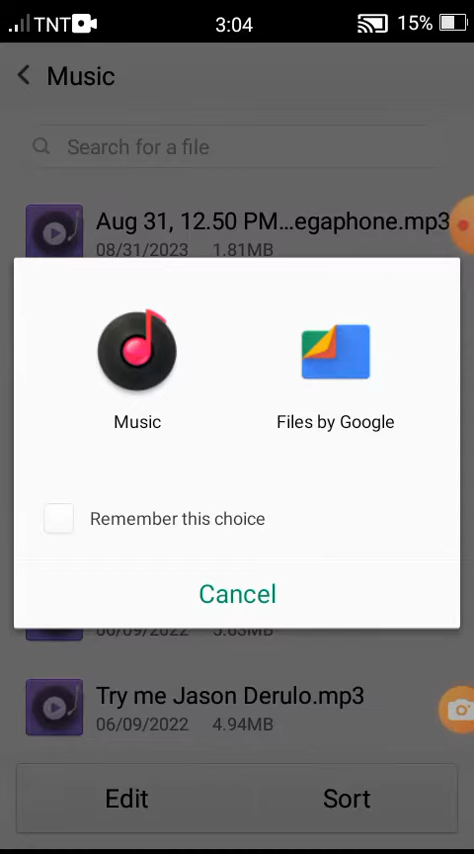 TNT 3:04 15%
Music
Search for a file
Aug 31, 12.50 PM...egaphone.mp3
08/31/2023 1.81MB
Music
Files by Google
Remember this choice
Cancel
06/09/2022 5.63MB
Try me Jason Derulo.mp3
06/09/2022 4.94MB
Edit
Sort